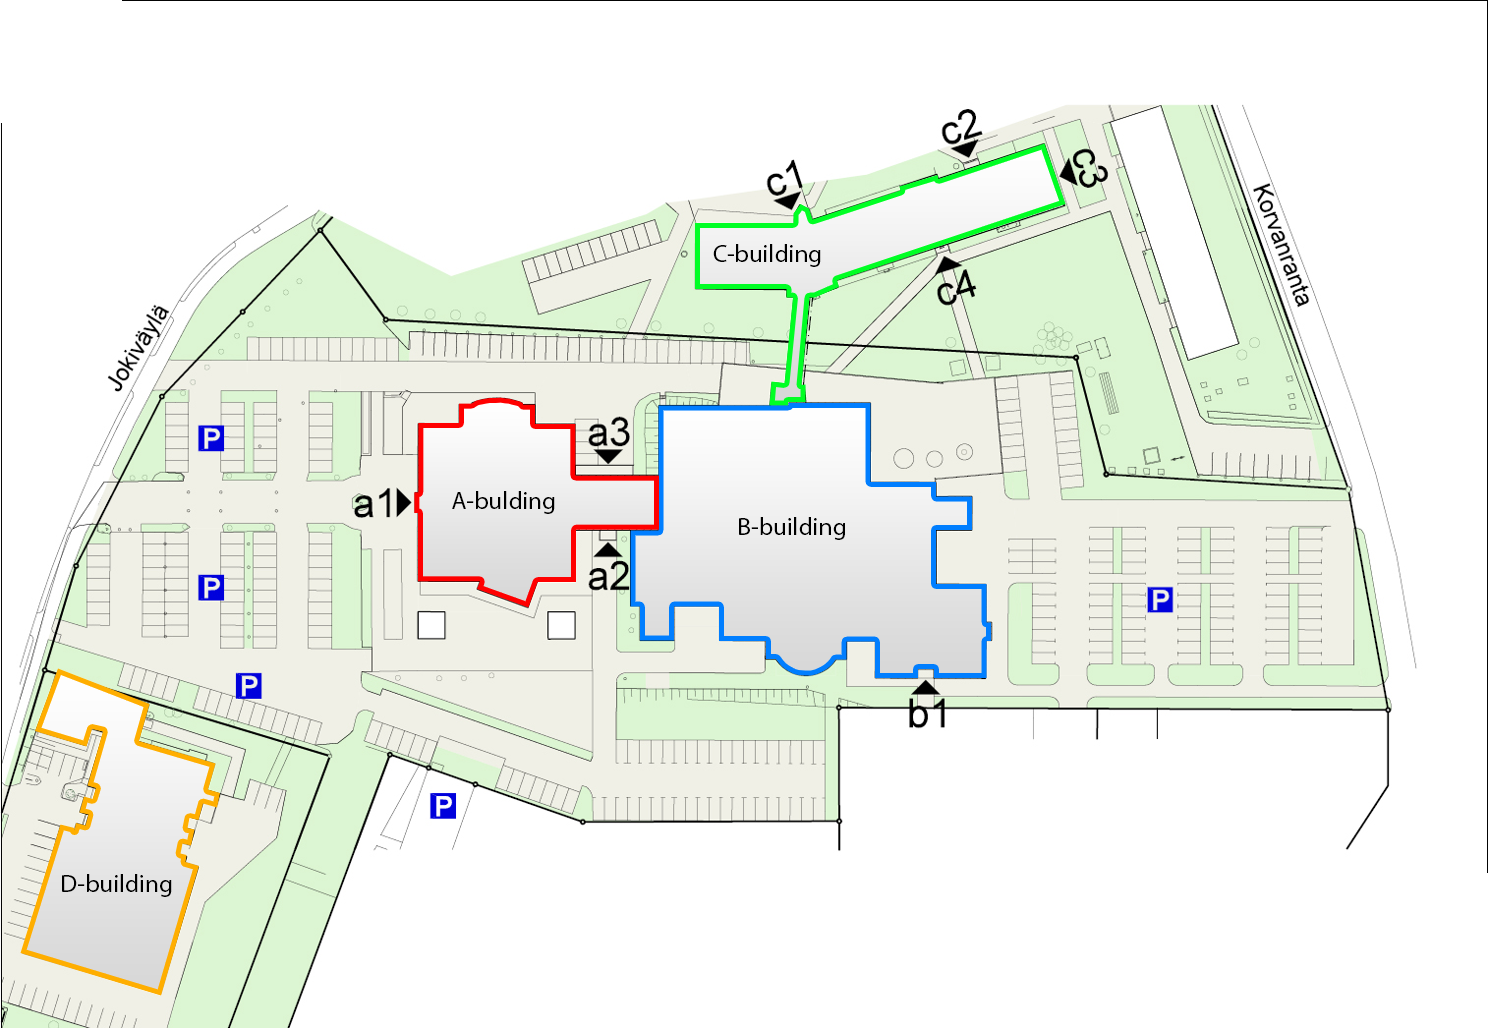 c2
c1
c3
Korvanranta
C-building
c4
Jokiväylä
P
a3
a1
A-bulding
B-building
a2
P
P
P
b1
P
D-building